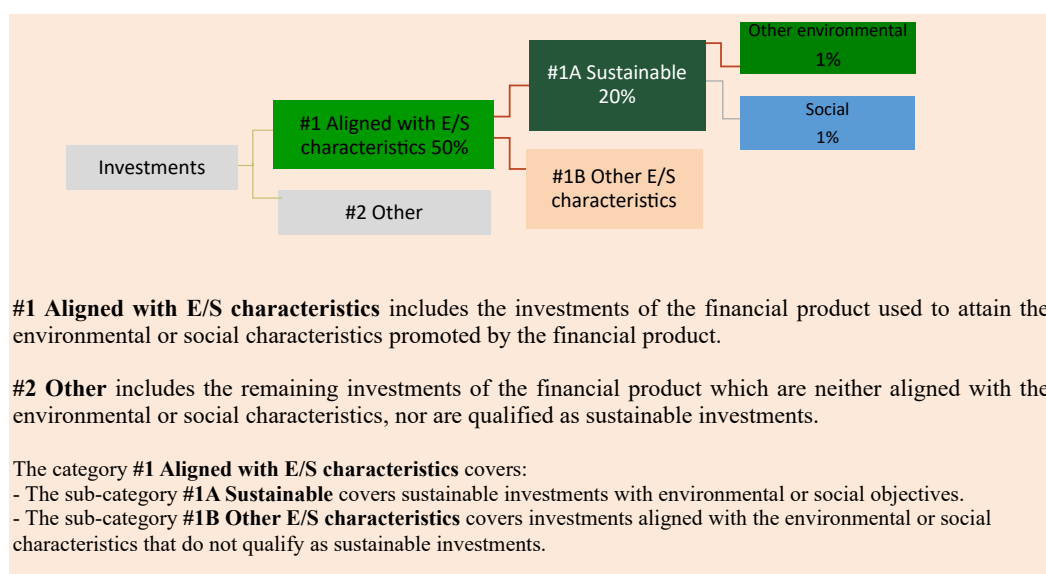 Other environmental
1%
#1A Sustainable
20%
Social
1%
#1 Aligned with E/S
characteristics 50%
Investments
#1B Other E/S
characteristics
#2 Other
#1 Aligned with E/S characteristics includes the investments of the financial product used to attain the
environmental or social characteristics promoted by the financial product.
#2 Other includes the remaining investments of the financial product which are neither aligned with the
environmental or social characteristics, nor are qualified as sustainable investments.
The category #1 Aligned with E/S characteristics covers:
- The sub-category #1A Sustainable covers sustainable investments with environmental or social objectives.
- The sub-category #1B Other E/S characteristics covers investments aligned with the environmental or social
characteristics that do not qualify as sustainable investments.